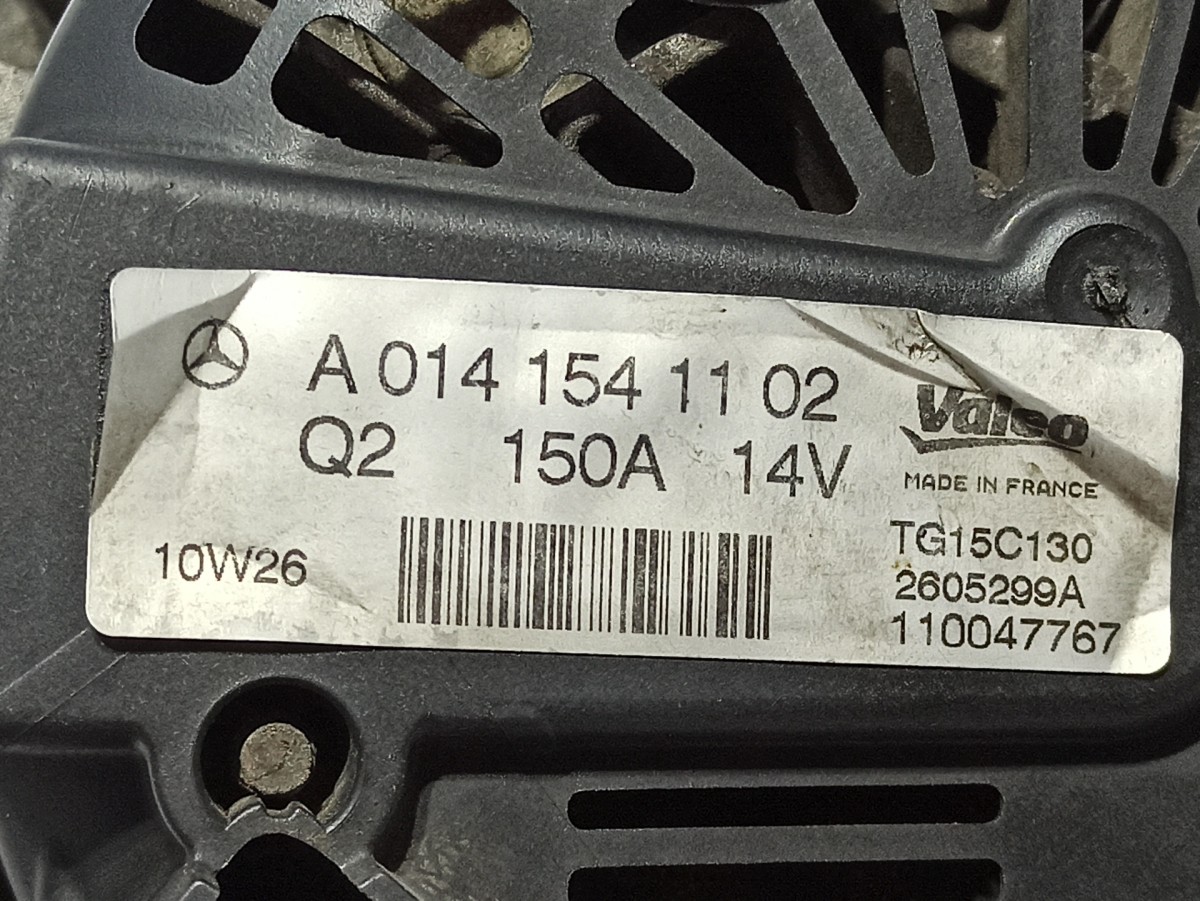 A 014 154 11 02
Q2 150A 14V
Valeo
MADE IN FRANCE
10W26
TG15C130
2605299A
110047767